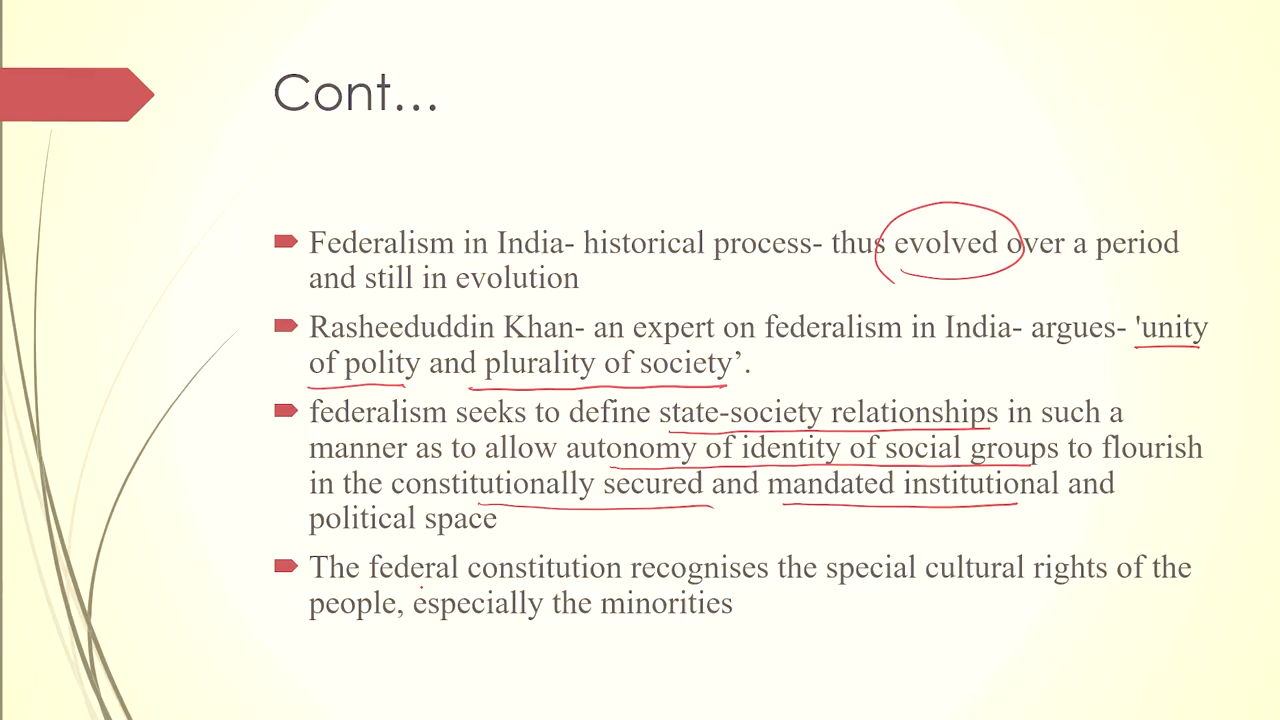 Cont...
Federalism in India- historical process- thus evolved over a period
and still in evolution
Rasheeduddin Khan- an expert on federalism in India- argues- 'unity
of polity and plurality of society’.
federalism seeks to define state-society relationships in such a
manner as to allow autonomy of identity of social groups to flourish
in the constitutionally secured and mandated institutional and
political space
The federal constitution recognises the special cultural rights of the
people, especially the minorities